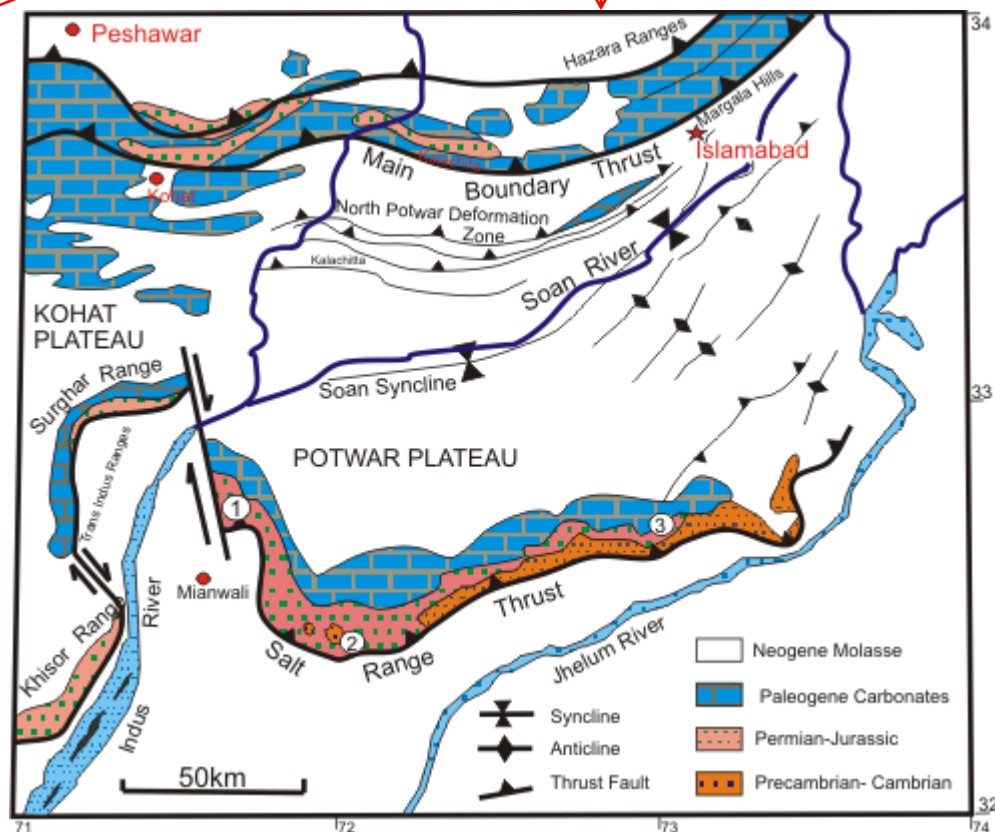 34
Peshawar
Hazara Ranges
Margala Hills
Islamabad
Main Boundary Thrust
Kalachitta
Kohat
North Potwar Deformation
Zone
Kalachitta
Soan River
KOHAT
PLATEAU
Surghar Range
Soan Syncline
33
Trans Indus Ranges
POTWAR PLATEAU
1
3
Mianwali
2
Salt Range Thrust
Khisor Range
Indus River
Jhelum River
Neogene Molasse
Paleogene Carbonates
Permian-Jurassic
Precambrian- Cambrian
Syncline
Anticline
Thrust Fault
50km
32
71
72
73
74